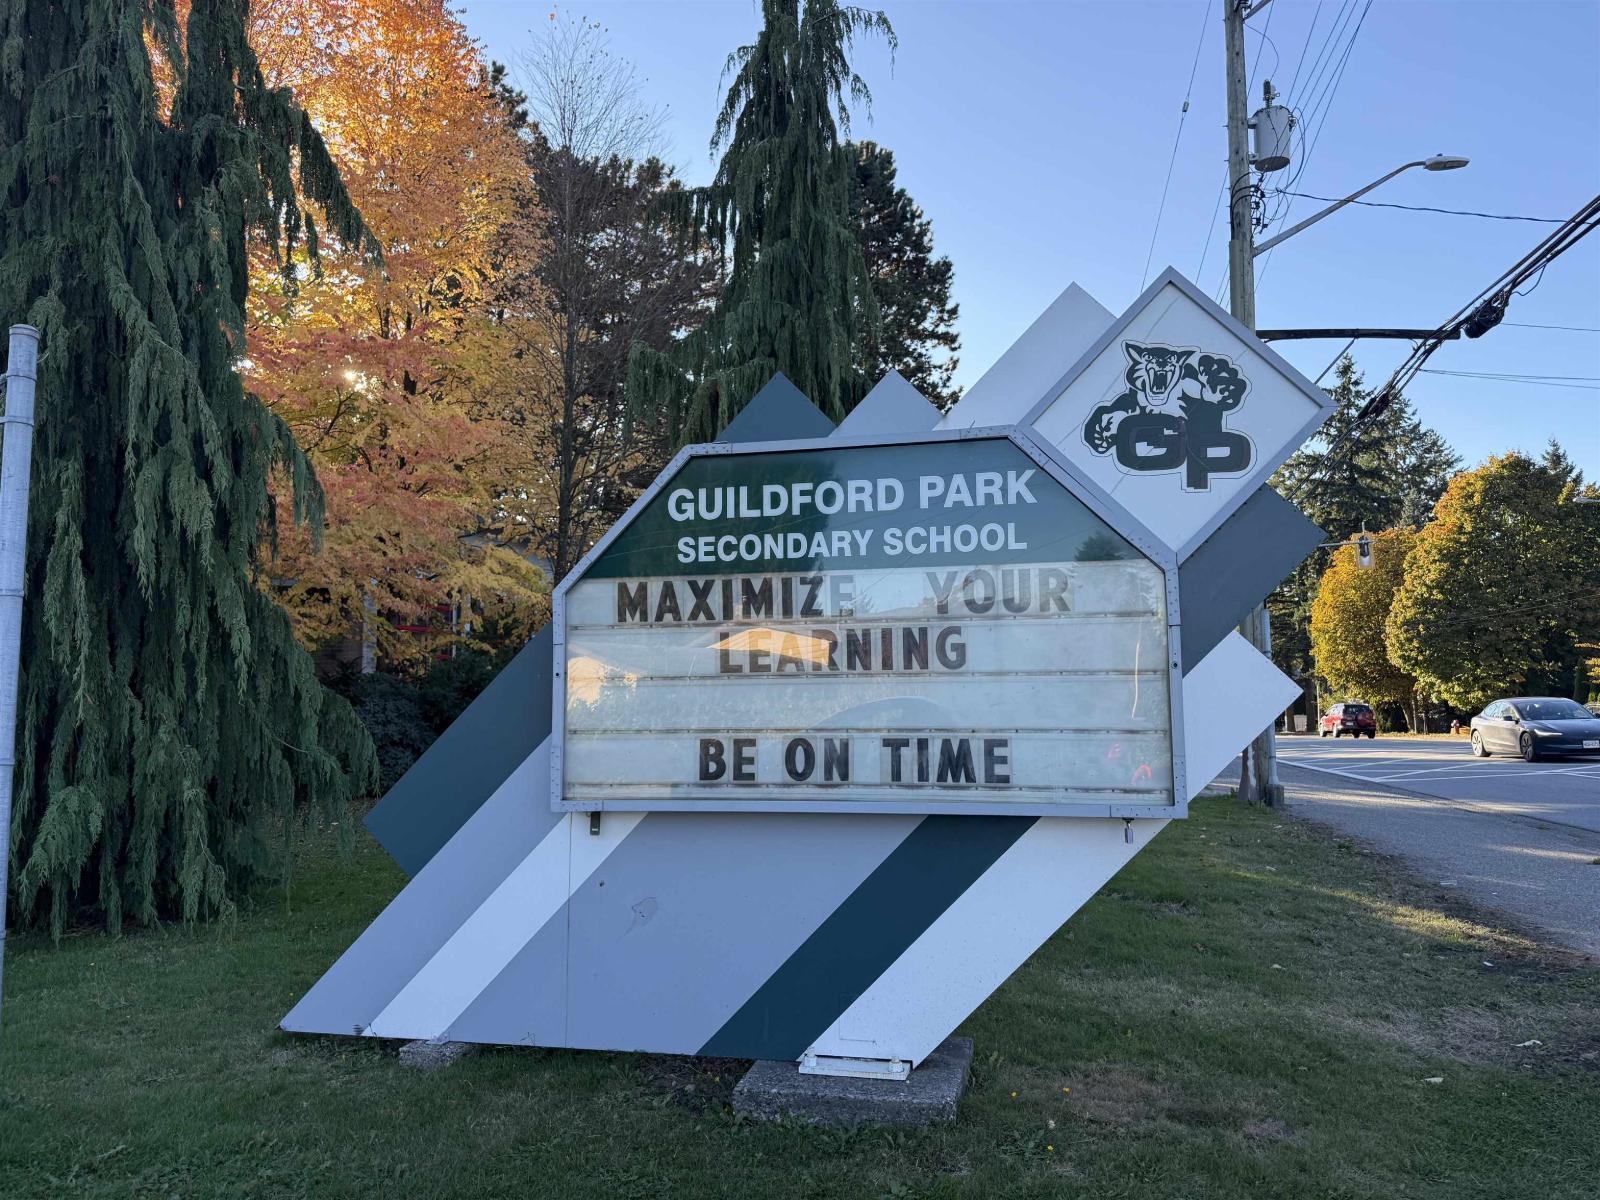 GP
GUILDFORD PARK
SECONDARY SCHOOL
MAXIMIZE YOUR
LEARNING
BE ON TIME